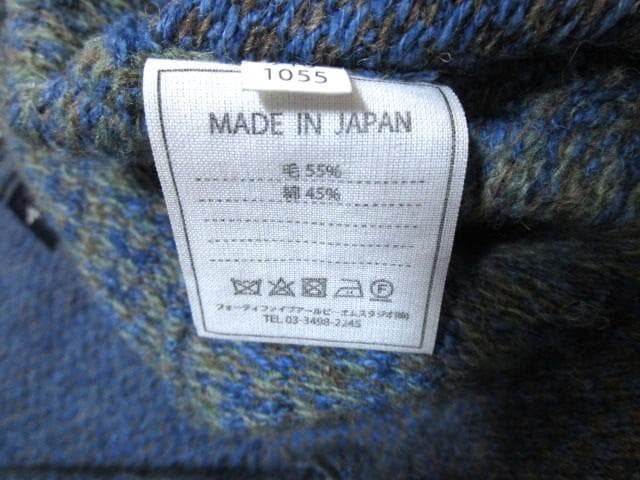 1055
MADE IN JAPAN
毛 55%
綿 45%
フォーティファイブアールピーエムスタジオ(株)
TEL 03-3498-2245